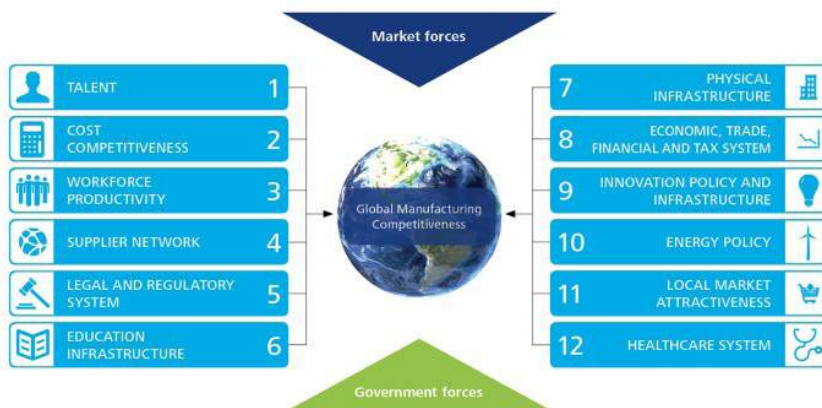 Market forces
TALENT 1
COST
COMPETITIVENESS 2
WORKFORCE
PRODUCTIVITY 3
SUPPLIER NETWORK 4
LEGAL AND REGULATORY
SYSTEM 5
EDUCATION
INFRASTRUCTURE 6
Global Manufacturing
Competitiveness
7 PHYSICAL
INFRASTRUCTURE
8 ECONOMIC, TRADE,
FINANCIAL AND TAX SYSTEM
9 INNOVATION POLICY AND
INFRASTRUCTURE
10 ENERGY POLICY
11 LOCAL MARKET
ATTRACTIVENESS
12 HEALTHCARE SYSTEM
Government forces